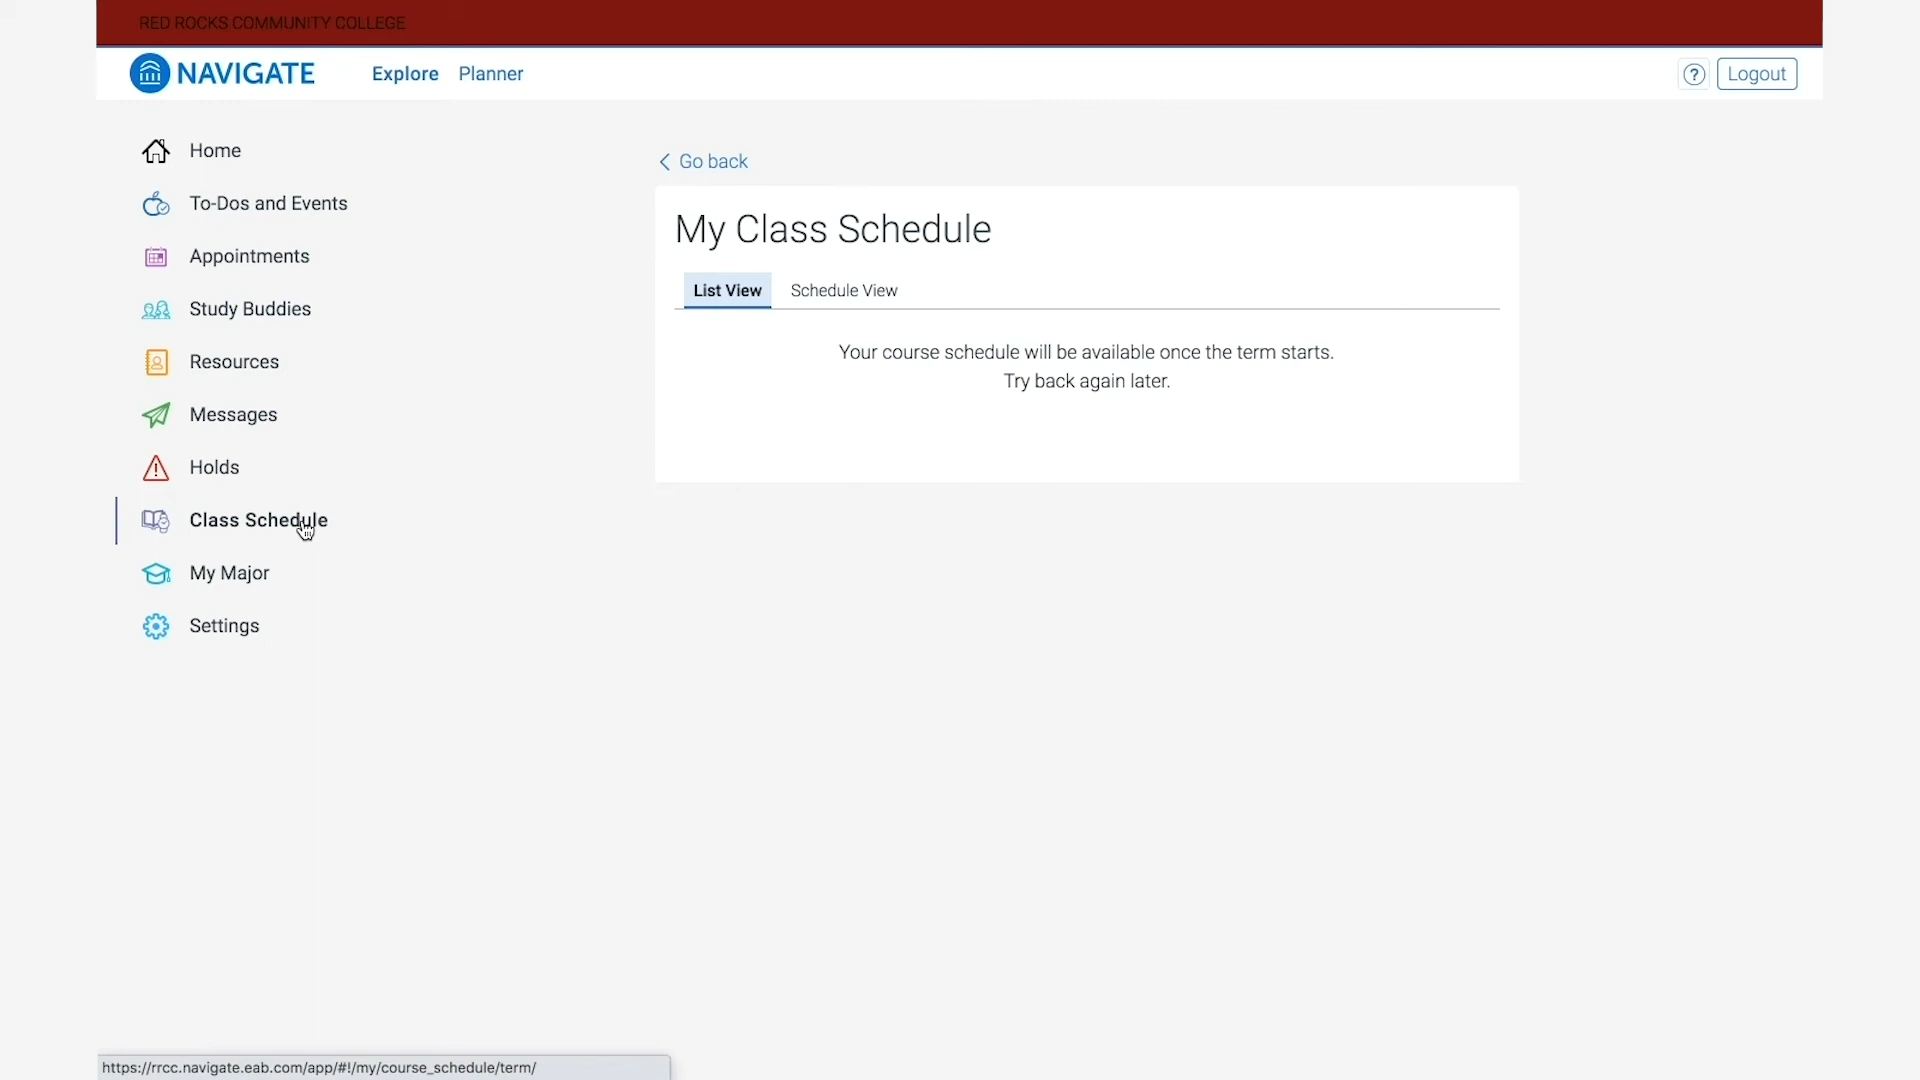 RED ROCKS COMMUNITY COLLEGE
NAVIGATE
Explore
Planner
?
Logout
Home
To-Dos and Events
Appointments
Study Buddies
Resources
Messages
Holds
Class Schedule
My Major
Settings
Go back
My Class Schedule
List View
Schedule View
Your course schedule will be available once the term starts.
Try back again later.
https://rrcc.navigate.eab.com/app/#!/my/course_schedule/term/